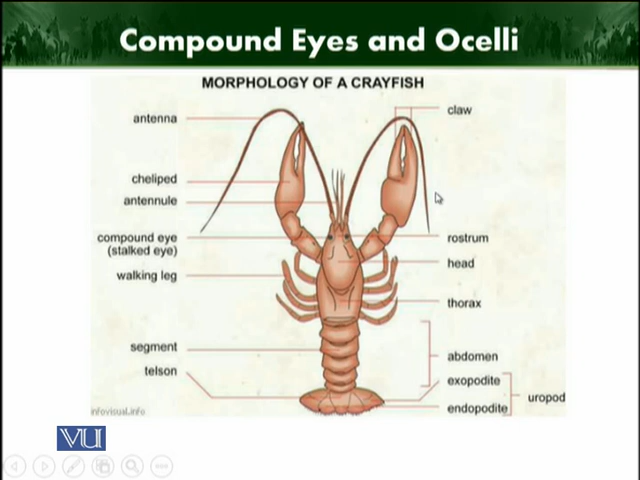 Compound Eyes and Ocelli
MORPHOLOGY OF A CRAYFISH
antenna
claw
cheliped
antennule
compound eye
(stalked eye)
rostrum
head
walking leg
thorax
segment
abdomen
telson
exopodite
uropod
endopodite
infovisual.info
VU